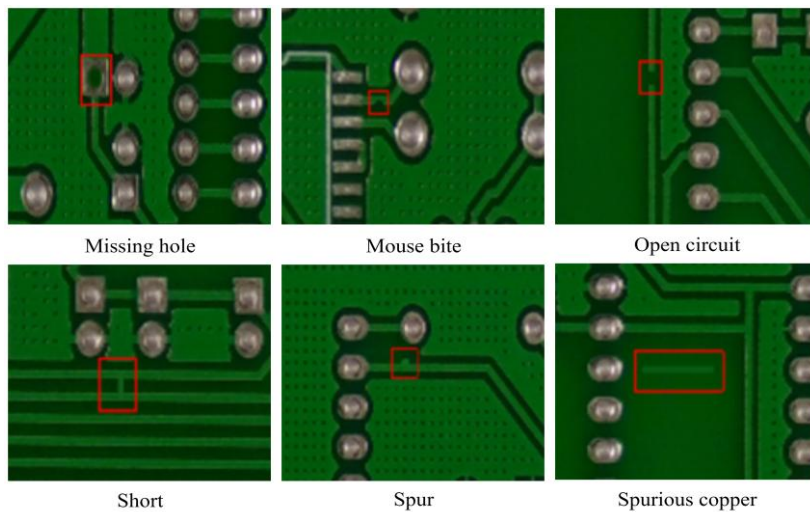 Missing hole
Mouse bite
Open circuit
Short
Spur
Spurious copper